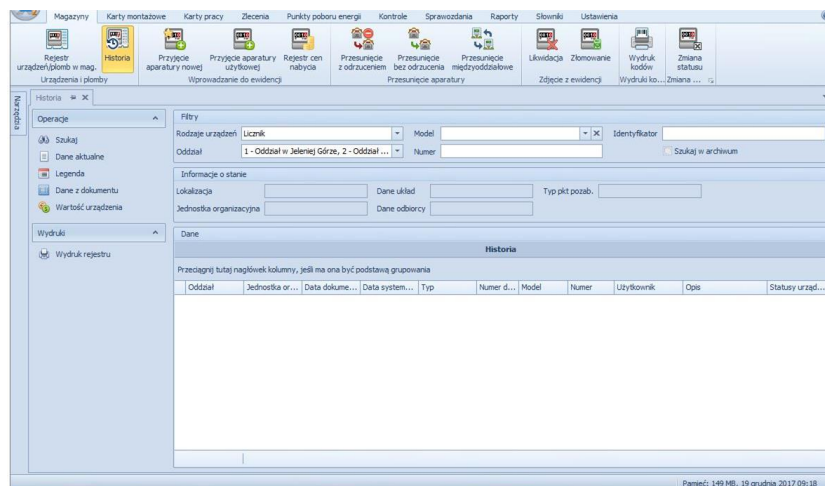 Magazyny Karty montażowe Karty pracy Zlecenia Punkty poboru energii Kontrole Sprawozdania Raporty Słowniki Ustawienia
Rejestr urządzeń/plomb w mag.
Historia
Przyjęcie aparatury nowej
Przyjęcie aparatury użytkowej
Rejestr cen nabycia
Przesunięcie z odrzuceniem
Przesunięcie bez odrzucenia
Przesunięcie międzyoddziałowe
Likwidacja
Złomowanie
Wydruk kodów
Zmiana statusu
Urządzenia i plomby Wprowadzanie do ewidencji Przesunięcie aparatury Zdjęcie z ewidencji Wydruki ko... Zmiana ...
Narzędzia
Historia
Operacje
Szukaj
Dane aktualne
Legenda
Dane z dokumentu
Wartość urządzenia
Wydruki
Wydruk rejestru
Filtry
Rodzaje urządzeń Licznik Model Identyfikator
Oddział 1 - Oddział w Jeleniej Górze, 2 - Oddział ... Numer Szukaj w archiwum
Informacje o stanie
Lokalizacja Dane układ Typ pkt pozab.
Jednostka organizacyjna Dane odbiorcy
Dane
Historia
Przeciągnij tutaj nagłówek kolumny, jeśli ma ona być podstawą grupowania
Oddział Jednostka or... Data dokume... Data system... Typ Numer d... Model Numer Użytkownik Opis Statusy urząd...
Pamięć: 149 MB, 19 grudnia 2017 09:18